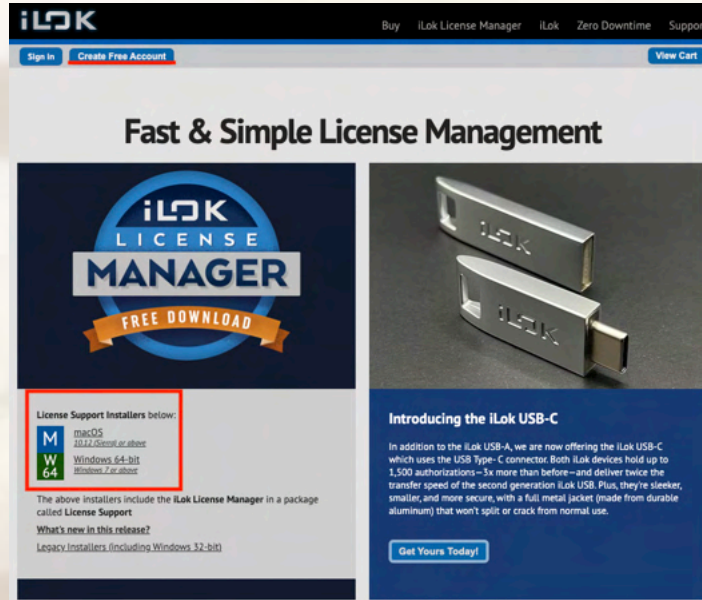 iLOK
Buy iLok License Manager iLok Zero Downtime Suppor
Sign In Create Free Account View Cart
Fast & Simple License Management
iLOK
LICENSE
MANAGER
FREE DOWNLOAD
iLOK
iLOK
License Support Installers below:
M macOS
10.12 (Sierra) or above
W 64 Windows 64-bit
Windows 7 or above
The above installers include the iLok License Manager in a package
called License Support
What's new in this release?
Legacy Installers (including Windows 32-bit)
Introducing the iLok USB-C
In addition to the iLok USB-A, we are now offering the iLok USB-C
which uses the USB Type- C connector. Both iLok devices hold up to
1,500 authorizations—3x more than before—and deliver twice the
transfer speed of the second generation iLok USB. Plus, they're sleeker,
smaller, and more secure, with a full metal jacket (made from durable
aluminum) that won't split or crack from normal use.
Get Yours Today!